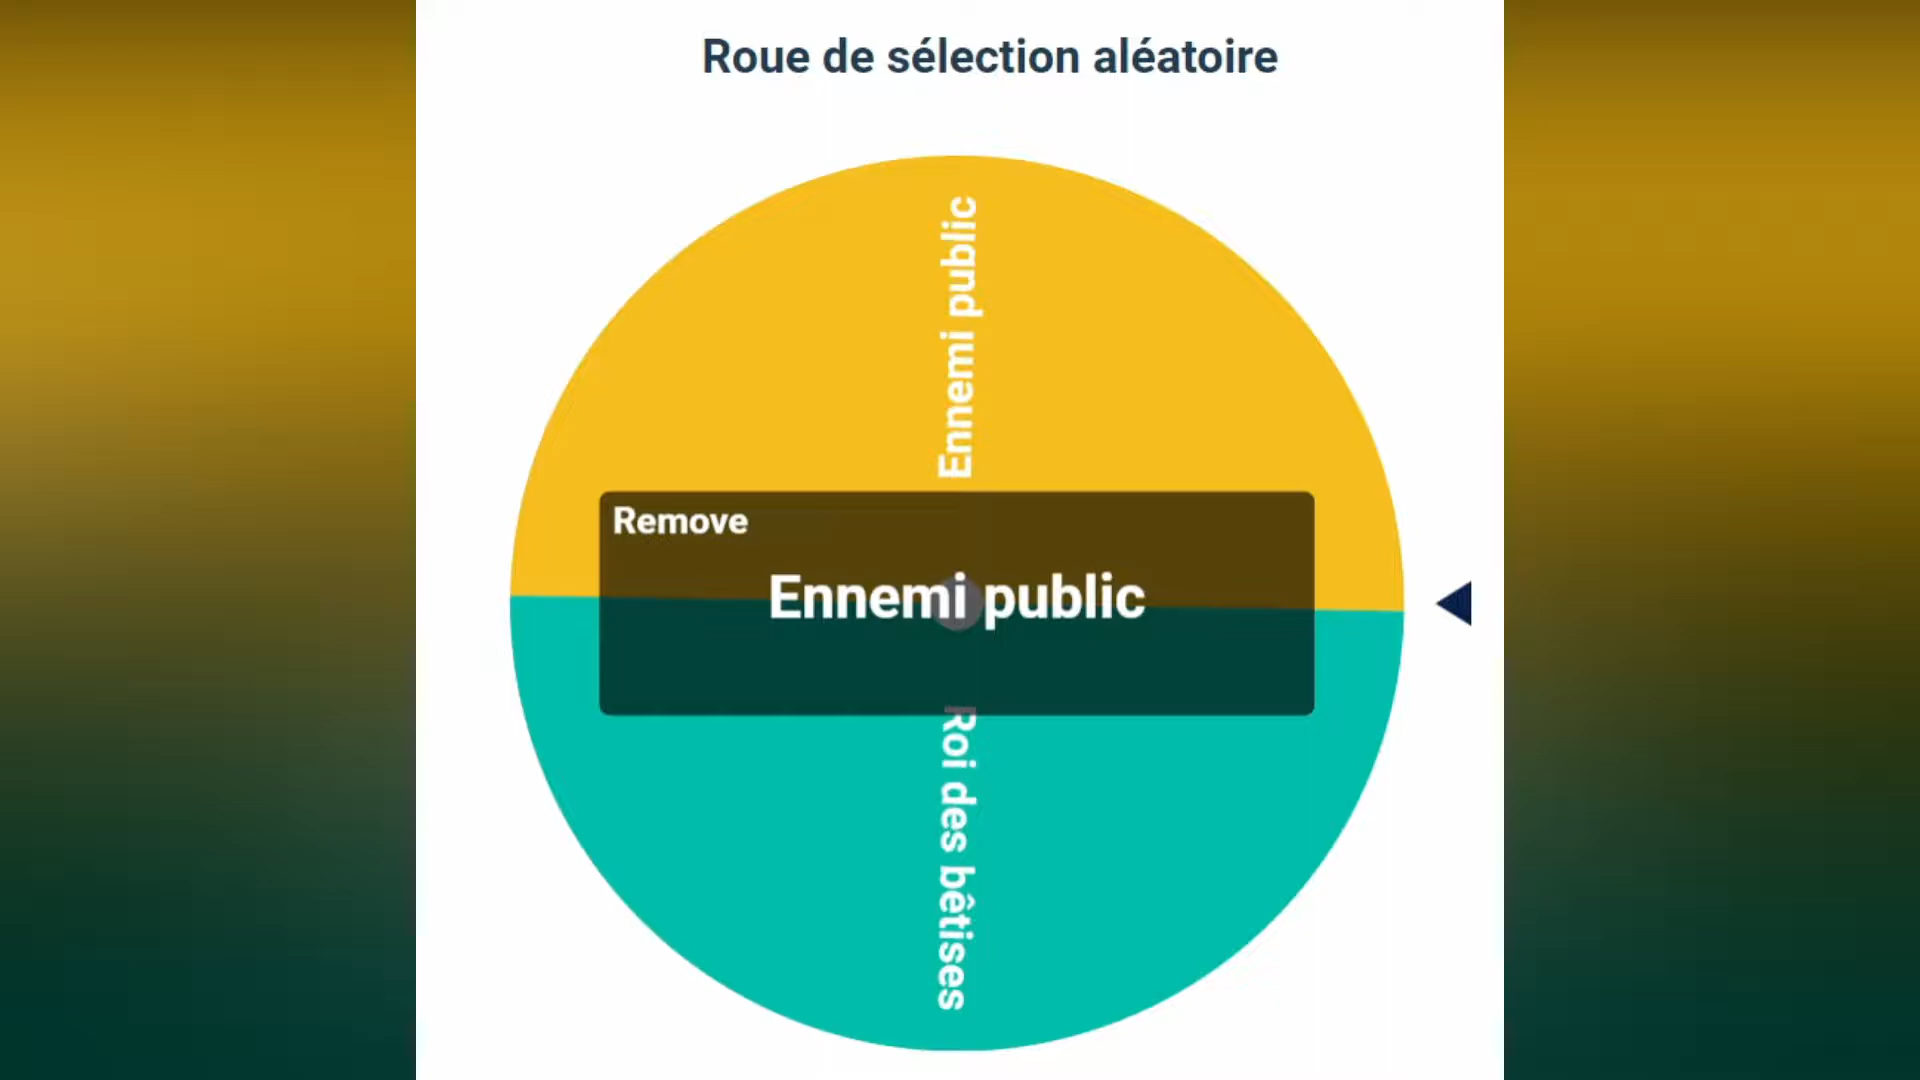 Roue de sélection aléatoire
Ennemi public
Remove
Ennemi public
Roi des bêtises